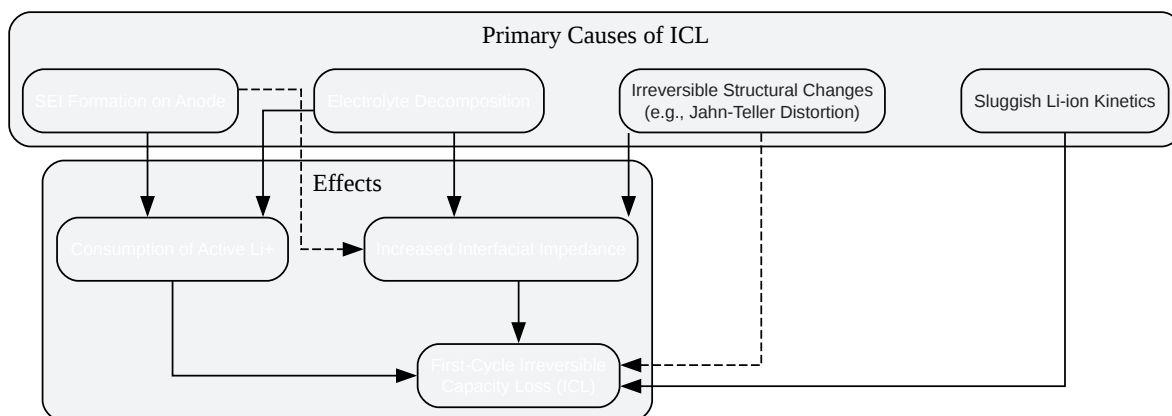 Primary Causes of ICL
SEI Formation on Anode
Electrolyte Decomposition
Irreversible Structural Changes
(e.g., Jahn-Teller Distortion)
Sluggish Li-ion Kinetics
Effects
Consumption of Active Li+
Increased Interfacial Impedance
First-Cycle Irreversible
Capacity Loss (ICL)